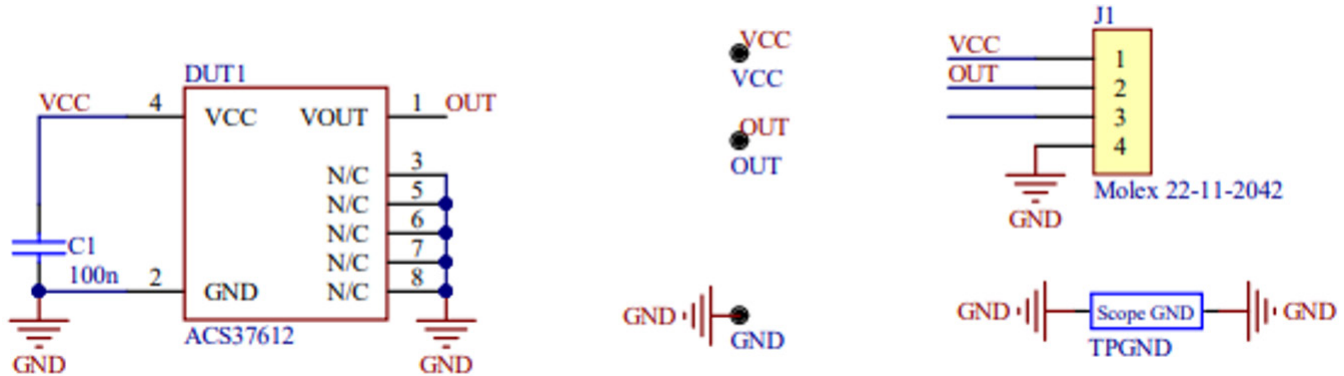 DUT1
VCC
4
VCC
VOUT
1
OUT
N/C
3
N/C
5
N/C
6
N/C
7
N/C
8
C1
100n
2
GND
GND
ACS37612
GND
VCC
VCC
OUT
OUT
GND
GND
J1
VCC
1
OUT
2
3
4
GND
Molex 22-11-2042
GND
Scope GND
GND
TPGND